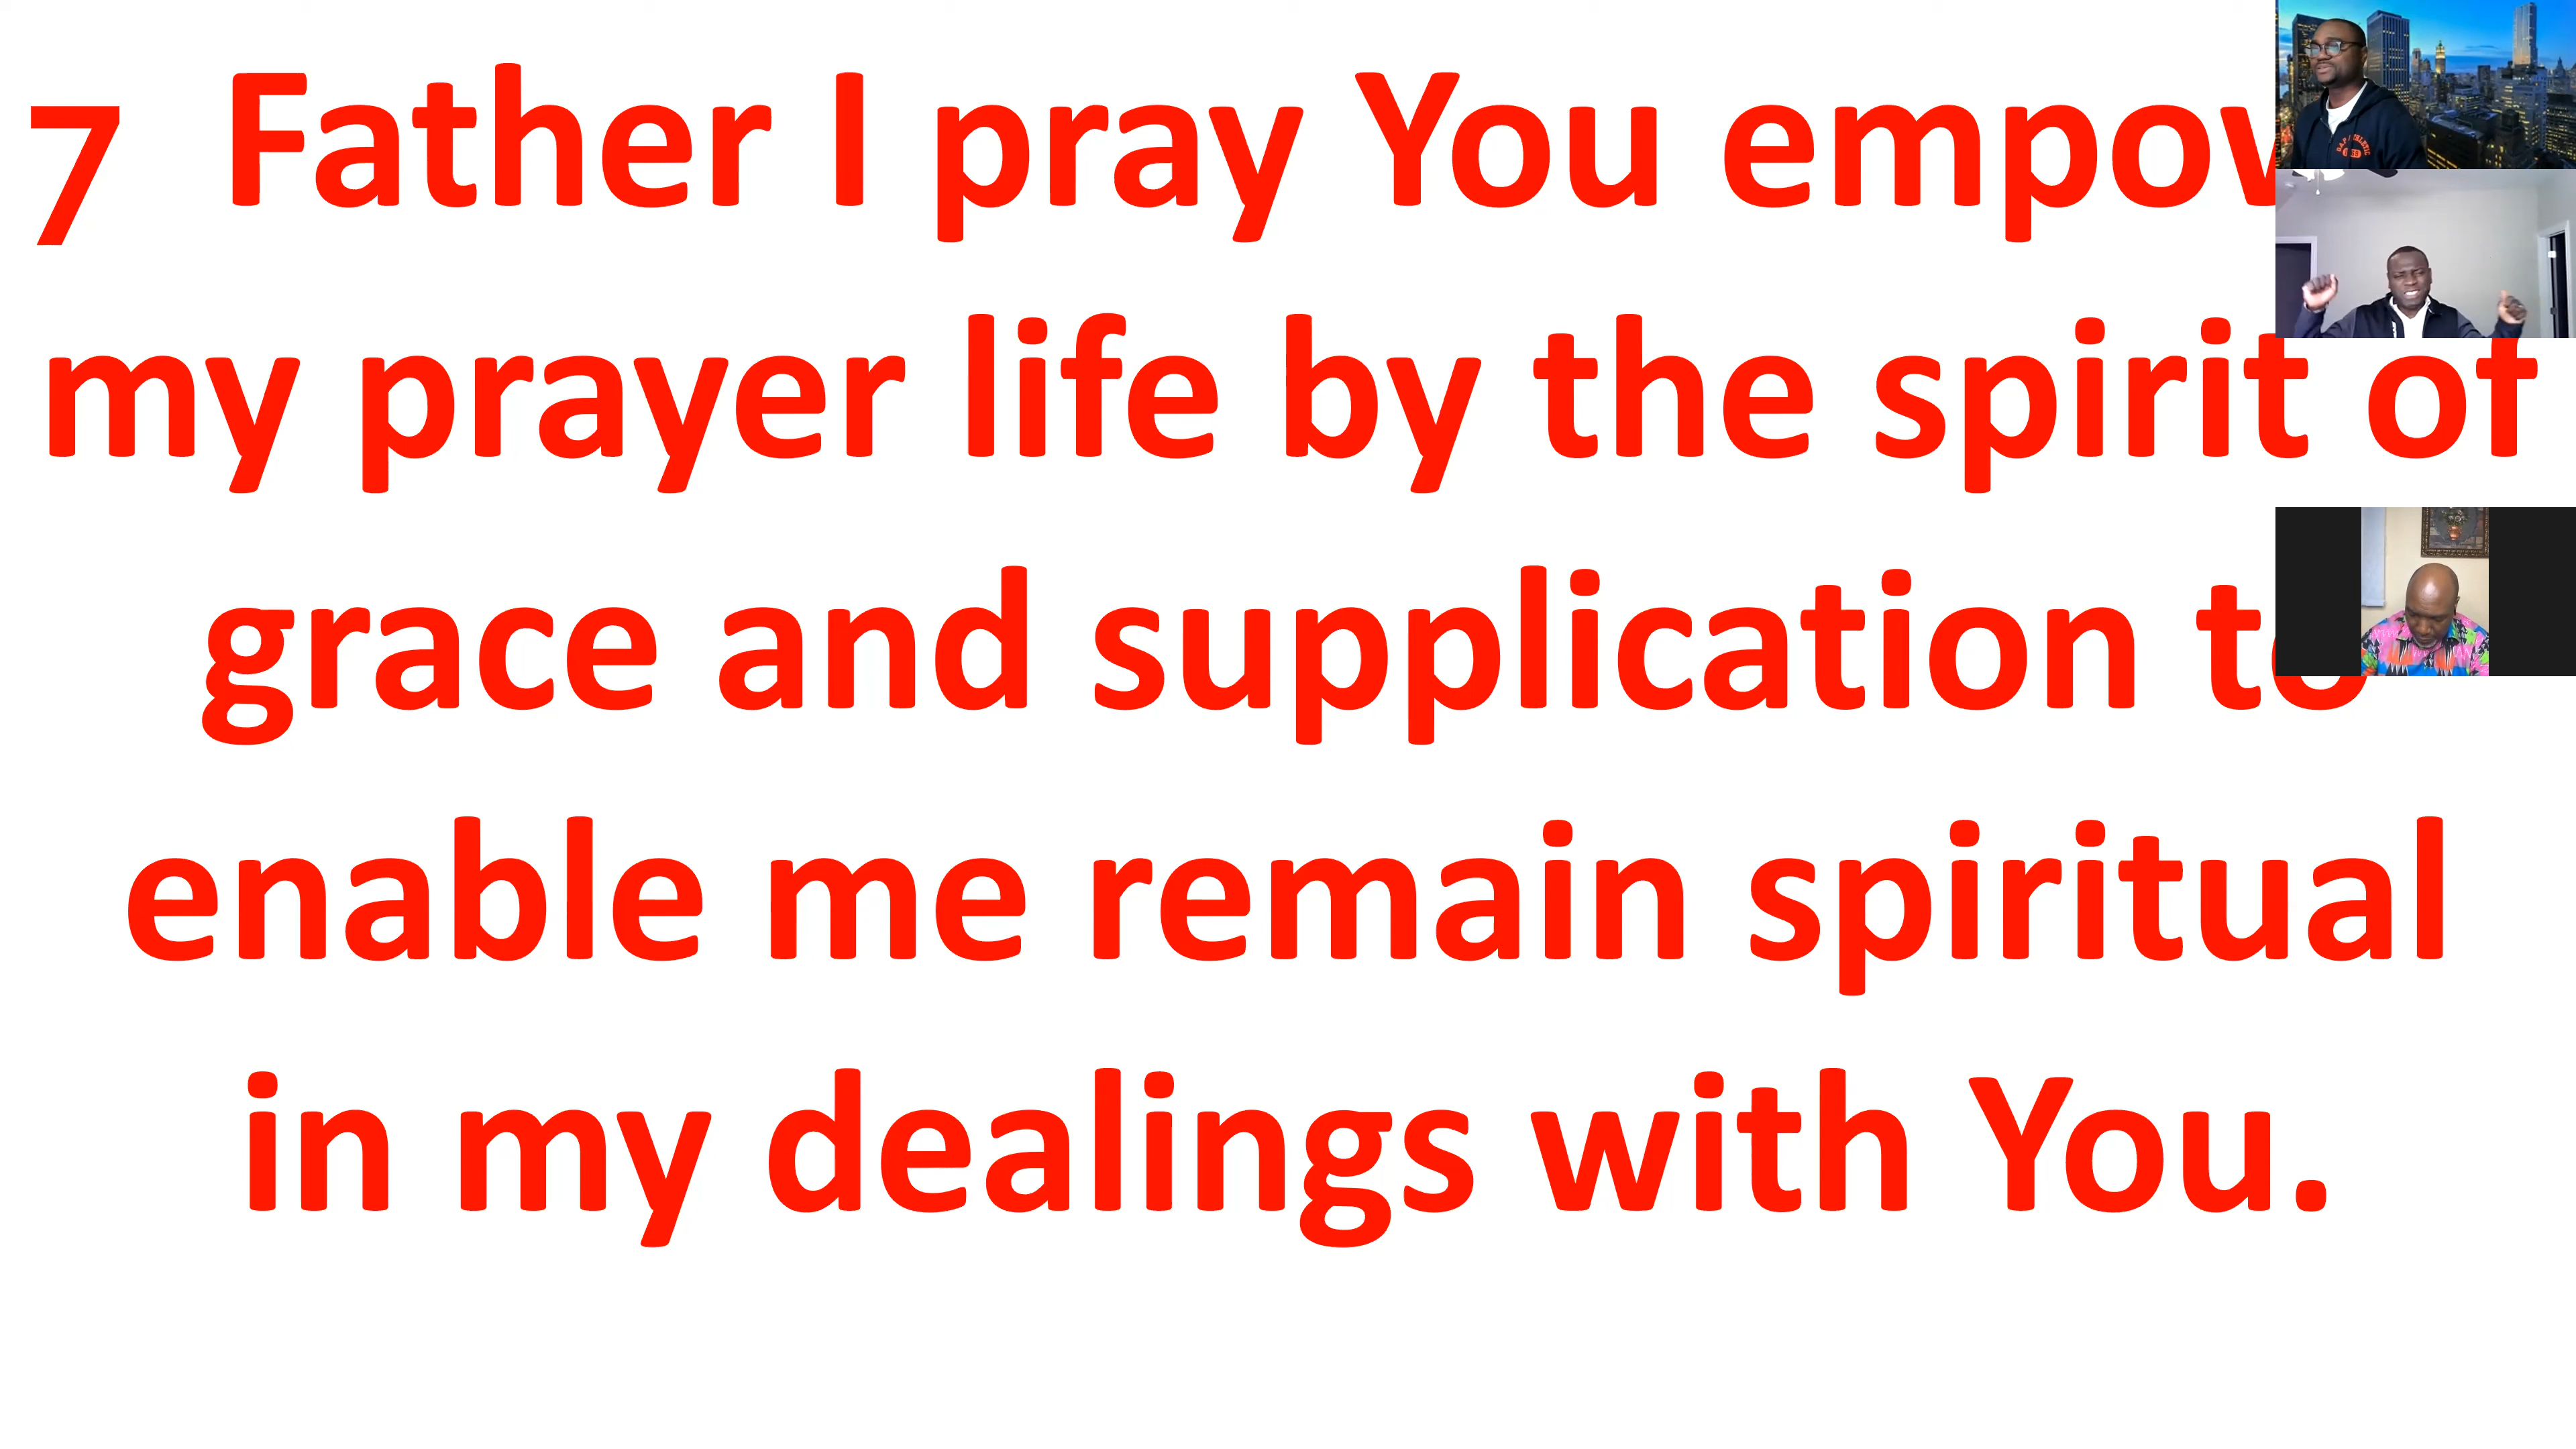 7 Father I pray You
my prayer life by the spirit of
grace and supplication to
enable me remain spiritual
in my dealings with You.